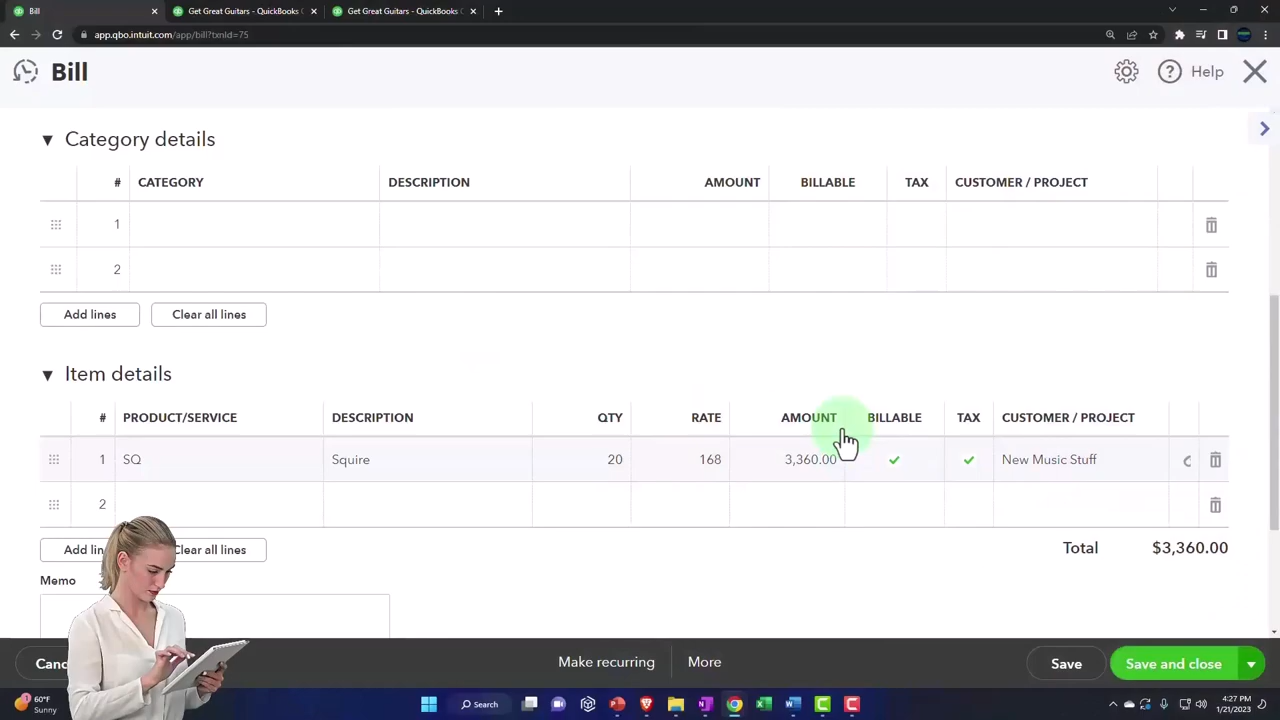 Bill
Get Great Guitars - QuickBooks C
Get Great Guitars - QuickBooks C
app.qbo.intuit.com/app/bill?txnId=75
Bill
Help
Category details
# CATEGORY DESCRIPTION AMOUNT BILLABLE TAX CUSTOMER / PROJECT
1
2
Add lines Clear all lines
Item details
# PRODUCT/SERVICE DESCRIPTION QTY RATE AMOUNT BILLABLE TAX CUSTOMER / PROJECT
1 SQ Squire 20 168 3,360.00 New Music Stuff
2
Add lin Clear all lines Total $3,360.00
Memo
Canc Make recurring More Save Save and close
60°F
Sunny
Search
4:27 PM
1/21/2023